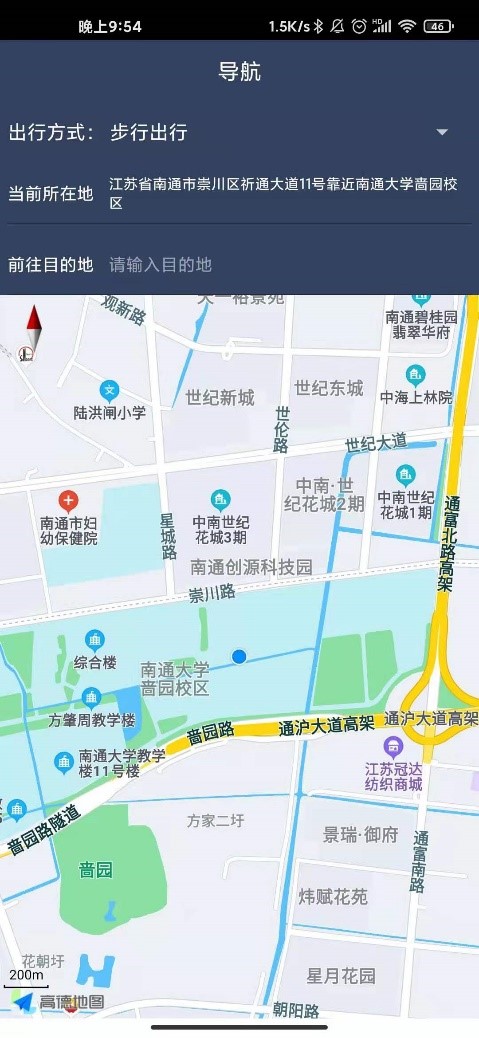 晚上9:54
1.5K/s
HD
46
导航
出行方式：
步行出行
当前所在地
江苏省南通市崇川区祈通大道11号靠近南通大学啬园校
区
前往目的地
请输入目的地
观新路
南通碧桂园
翡翠华府
陆洪闸小学
世纪新城
世纪东城
中海上林院
世伦路
世纪大道
中南·世
纪花城2期
中南世纪
花城1期
南通市妇
幼保健院
星城路
中南世纪
花城3期
通富北路高架
南通创源科技园
崇川路
综合楼
南通大学
啬园校区
方肇周教学楼
啬园路
通沪大道高架
通沪大道高架
南通大学教学
楼11号楼
江苏冠达
纺织商城
啬园路隧道
方家二圩
景瑞·御府
通富南路
啬园
炜赋花苑
花朝圩
200m
星月花园
高德地图
朝阳路